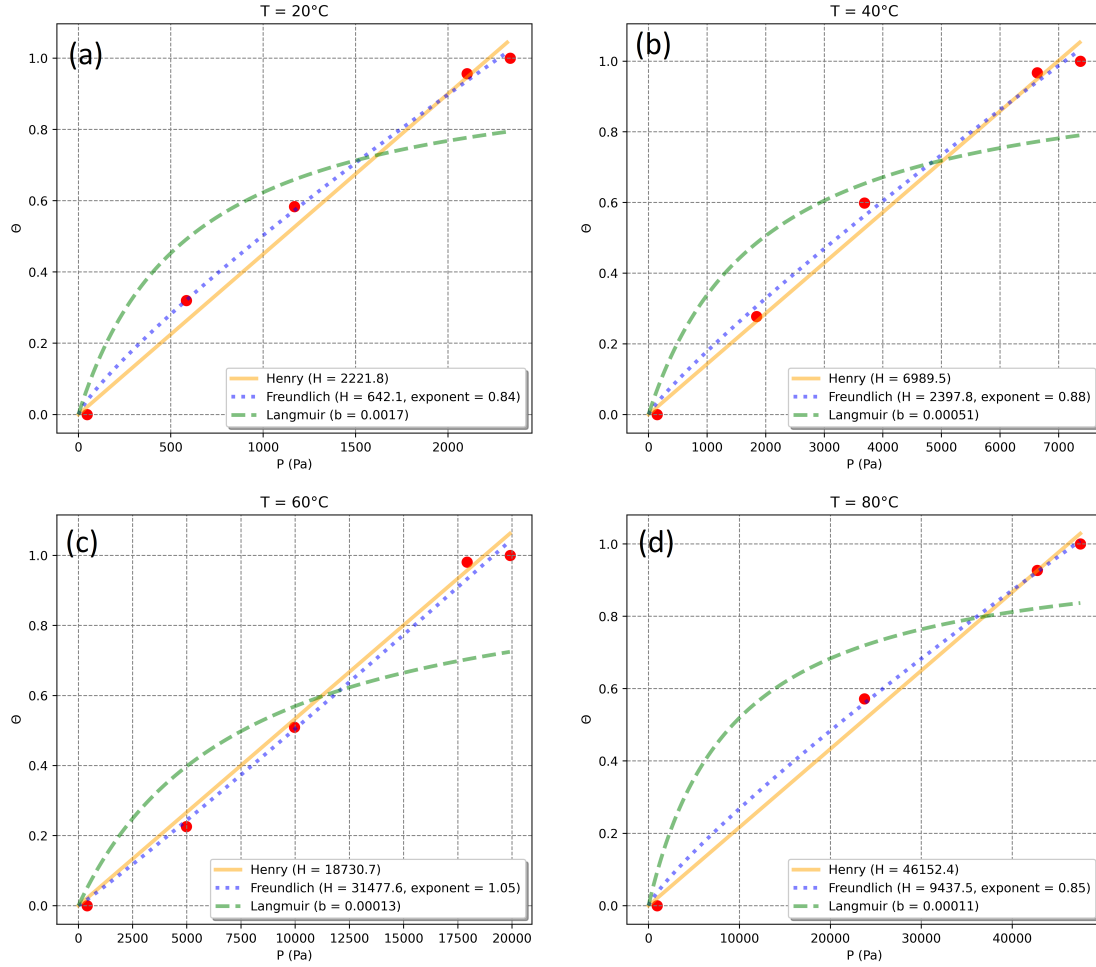 T = 20°C
(a)
1.0
0.8
0.6
0.4
0.2
0.0
Θ
0 500 1000 1500 2000
P (Pa)
Henry (H = 2221.8)
Freundlich (H = 642.1, exponent = 0.84)
Langmuir (b = 0.0017)
T = 40°C
(b)
1.0
0.8
0.6
0.4
0.2
0.0
Θ
0 1000 2000 3000 4000 5000 6000 7000
P (Pa)
Henry (H = 6989.5)
Freundlich (H = 2397.8, exponent = 0.88)
Langmuir (b = 0.00051)
T = 60°C
(c)
1.0
0.8
0.6
0.4
0.2
0.0
Θ
0 2500 5000 7500 10000 12500 15000 17500 20000
P (Pa)
Henry (H = 18730.7)
Freundlich (H = 31477.6, exponent = 1.05)
Langmuir (b = 0.00013)
T = 80°C
(d)
1.0
0.8
0.6
0.4
0.2
0.0
Θ
0 10000 20000 30000 40000
P (Pa)
Henry (H = 46152.4)
Freundlich (H = 9437.5, exponent = 0.85)
Langmuir (b = 0.00011)